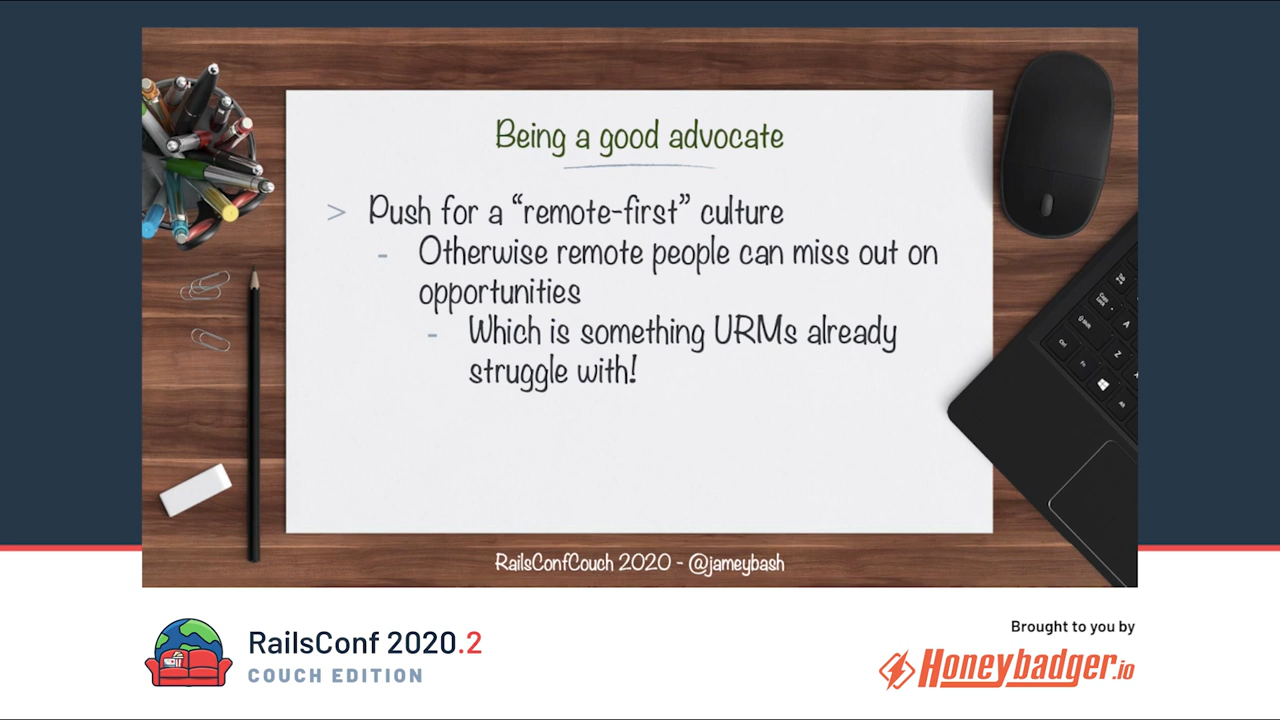 Being a good advocate
> Push for a “remote-first” culture
- Otherwise remote people can miss out on
opportunities
- Which is something URMs already
struggle with!
RailsConfCouch 2020 - @jameybash
RailsConf 2020.2
COUCH EDITION
Brought to you by
Honeybadger.io